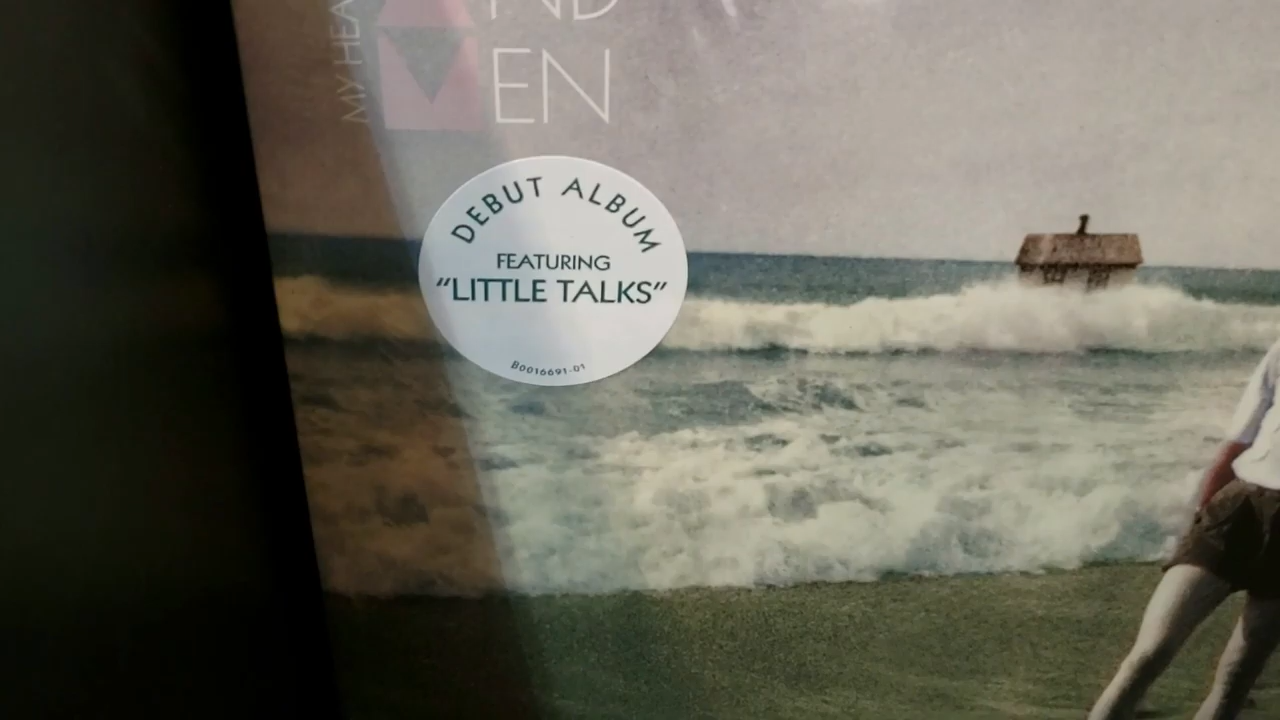 MY HEA
ND
EN
DEBUT ALBUM
FEATURING
"LITTLE TALKS"
B0016691-01